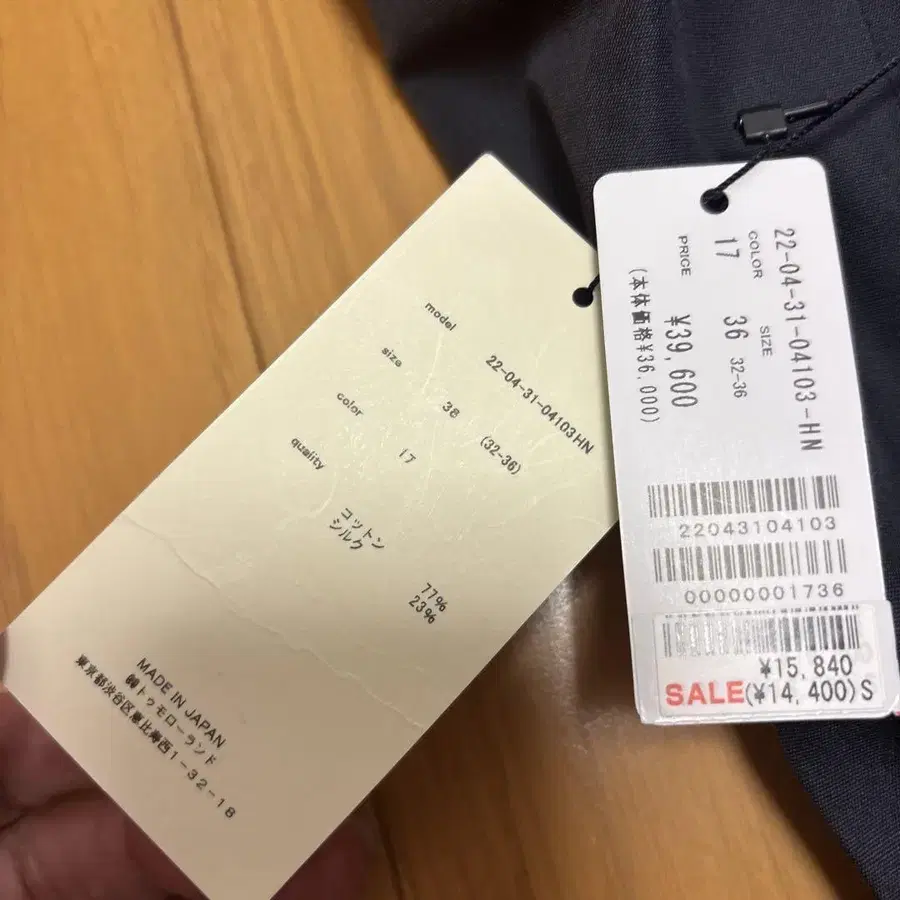 model 22-04-31-04103HN
size 36 (32-36)
color 17
quality
コットン 77%
シルク 23%
MADE IN JAPAN
㈱トゥモローランド
東京都渋谷区恵比寿西1-32-18
22-04-31-04103-HN
COLOR SIZE
17 36 32-36
PRICE ¥39,600
(本体価格¥36,000)
22043104103
00000001736
¥15,840
SALE(¥14,400)S